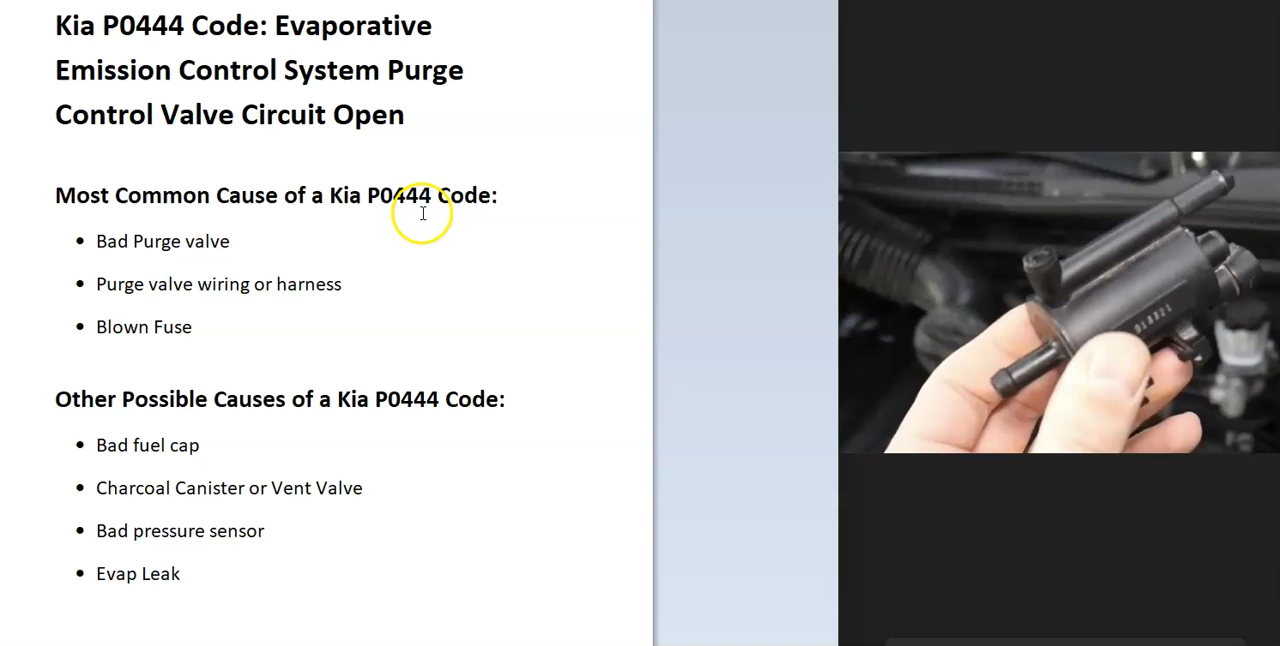 Kia P0444 Code: Evaporative
Emission Control System Purge
Control Valve Circuit Open
Most Common Cause of a Kia P0444 Code:
Bad Purge valve
Purge valve wiring or harness
Blown Fuse
Other Possible Causes of a Kia P0444 Code:
Bad fuel cap
Charcoal Canister or Vent Valve
Bad pressure sensor
Evap Leak